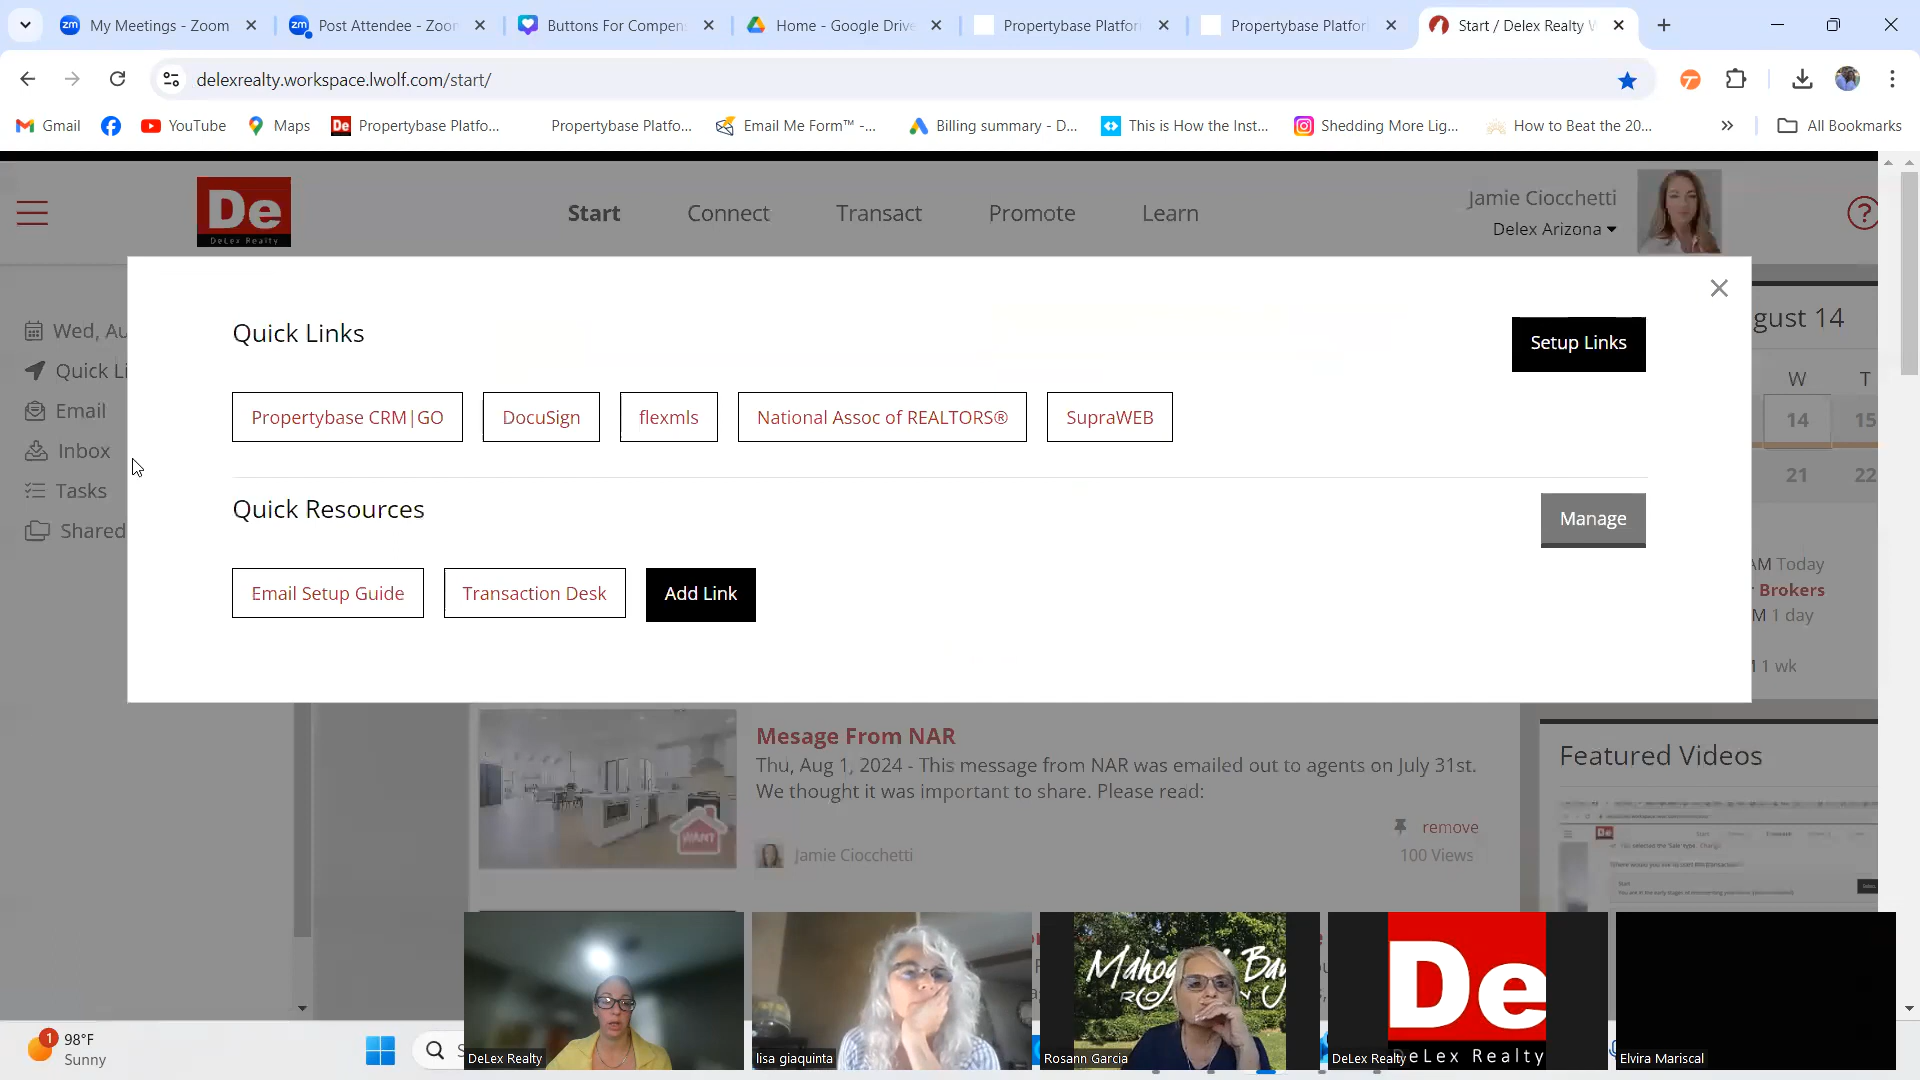 My Meetings - Zoom
Post Attendee - Zoon
Buttons For Compens
Home - Google Drive
Propertybase Platfor
Propertybase Platfor
Start / Delex Realty W
delexrealty.workspace.lwolf.com/start/
Gmail
YouTube
Maps
Propertybase Platfo...
Propertybase Platfo...
Email Me Form™ -...
Billing summary - D...
This is How the Inst...
Shedding More Lig...
How to Beat the 20...
All Bookmarks
De
DeLex Realty
Start
Connect
Transact
Promote
Learn
Jamie Ciocchetti
Delex Arizona
?
Wed, Au
Quick Li
Email
Inbox
Tasks
Shared
Quick Links
Setup Links
Propertybase CRM|GO
DocuSign
flexmls
National Assoc of REALTORS®
SupraWEB
Quick Resources
Manage
Email Setup Guide
Transaction Desk
Add Link
gust 14
W
T
14
15
21
22
AM Today
Brokers
M 1 day
1 wk
Mesage From NAR
Thu, Aug 1, 2024 - This message from NAR was emailed out to agents on July 31st.
We thought it was important to share. Please read:
remove
Jamie Ciocchetti
100 Views
WANT
Featured Videos
1
98°F
Sunny
DeLex Realty
lisa giaquinta
Rosann Garcia
De
DeLex Realty
eLex Realty
Elvira Mariscal